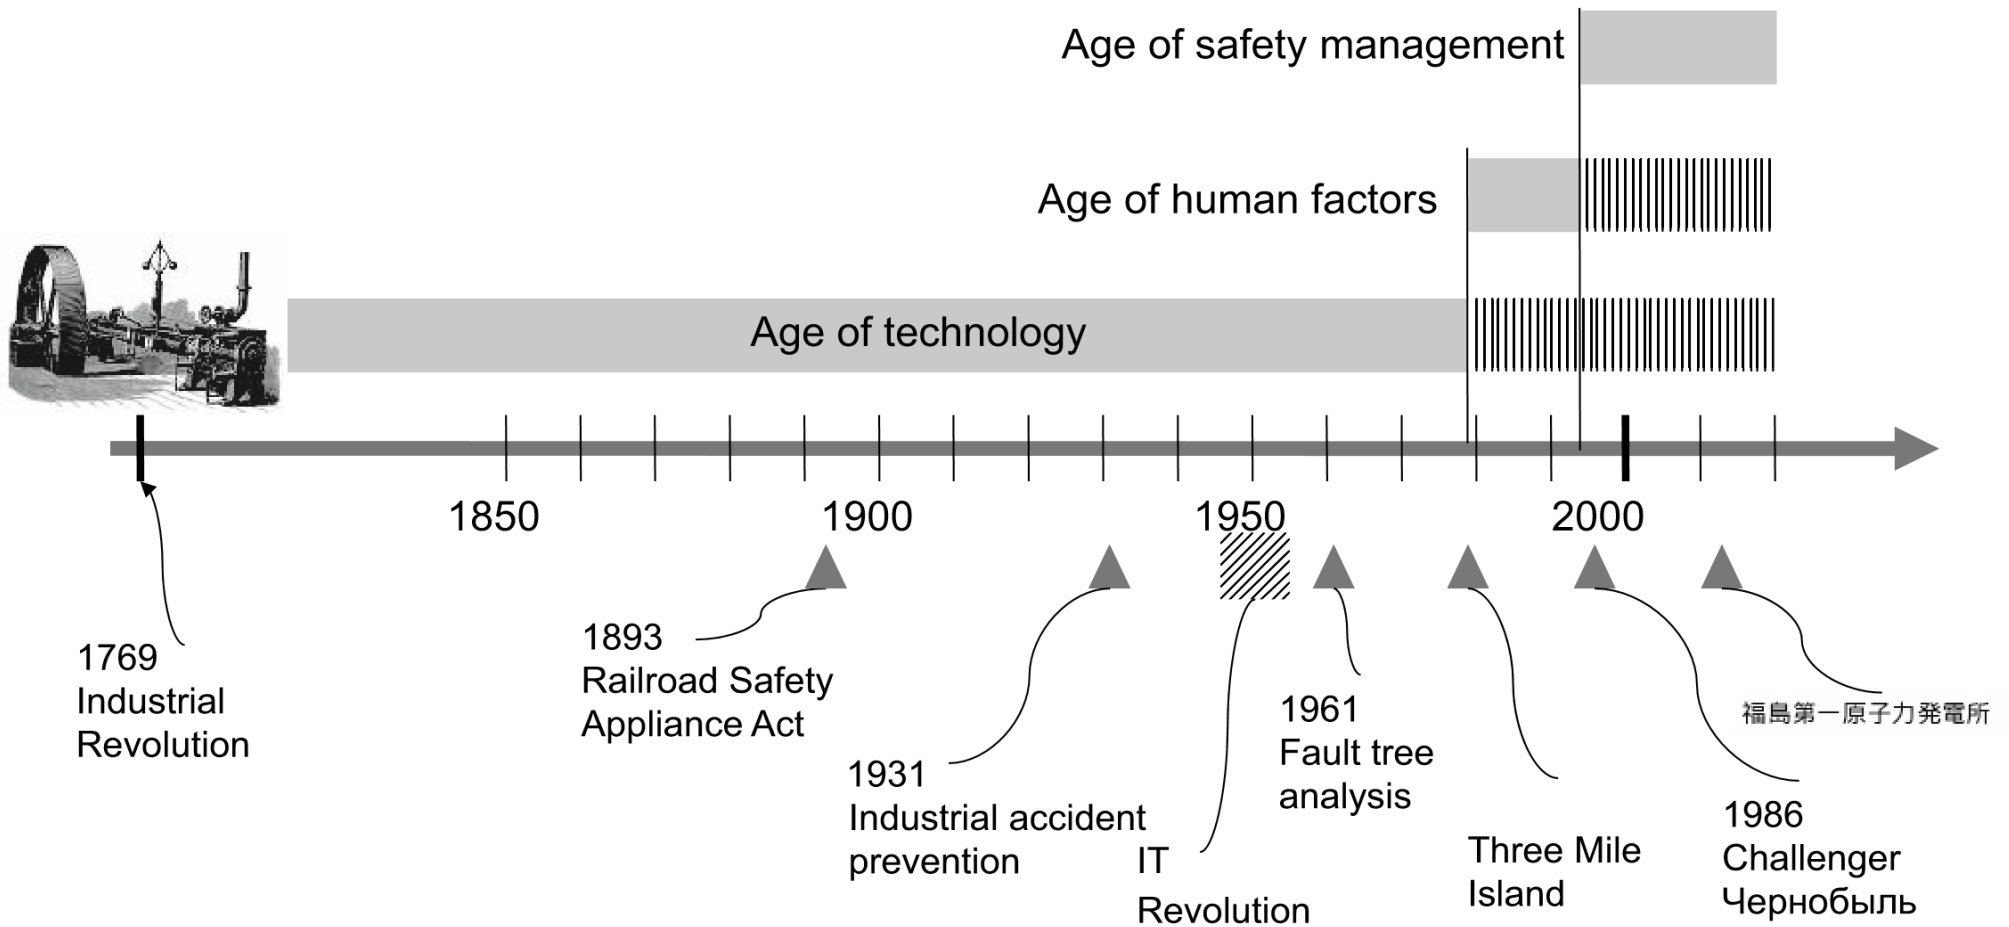 Age of safety management
Age of human factors
Age of technology
1850
1900
1950
2000
1769
Industrial
Revolution
1893
Railroad Safety
Appliance Act
1931
Industrial accident
prevention
IT
Revolution
1961
Fault tree
analysis
Three Mile
Island
1986
Challenger
Чернобыль
福島第一原子力発電所